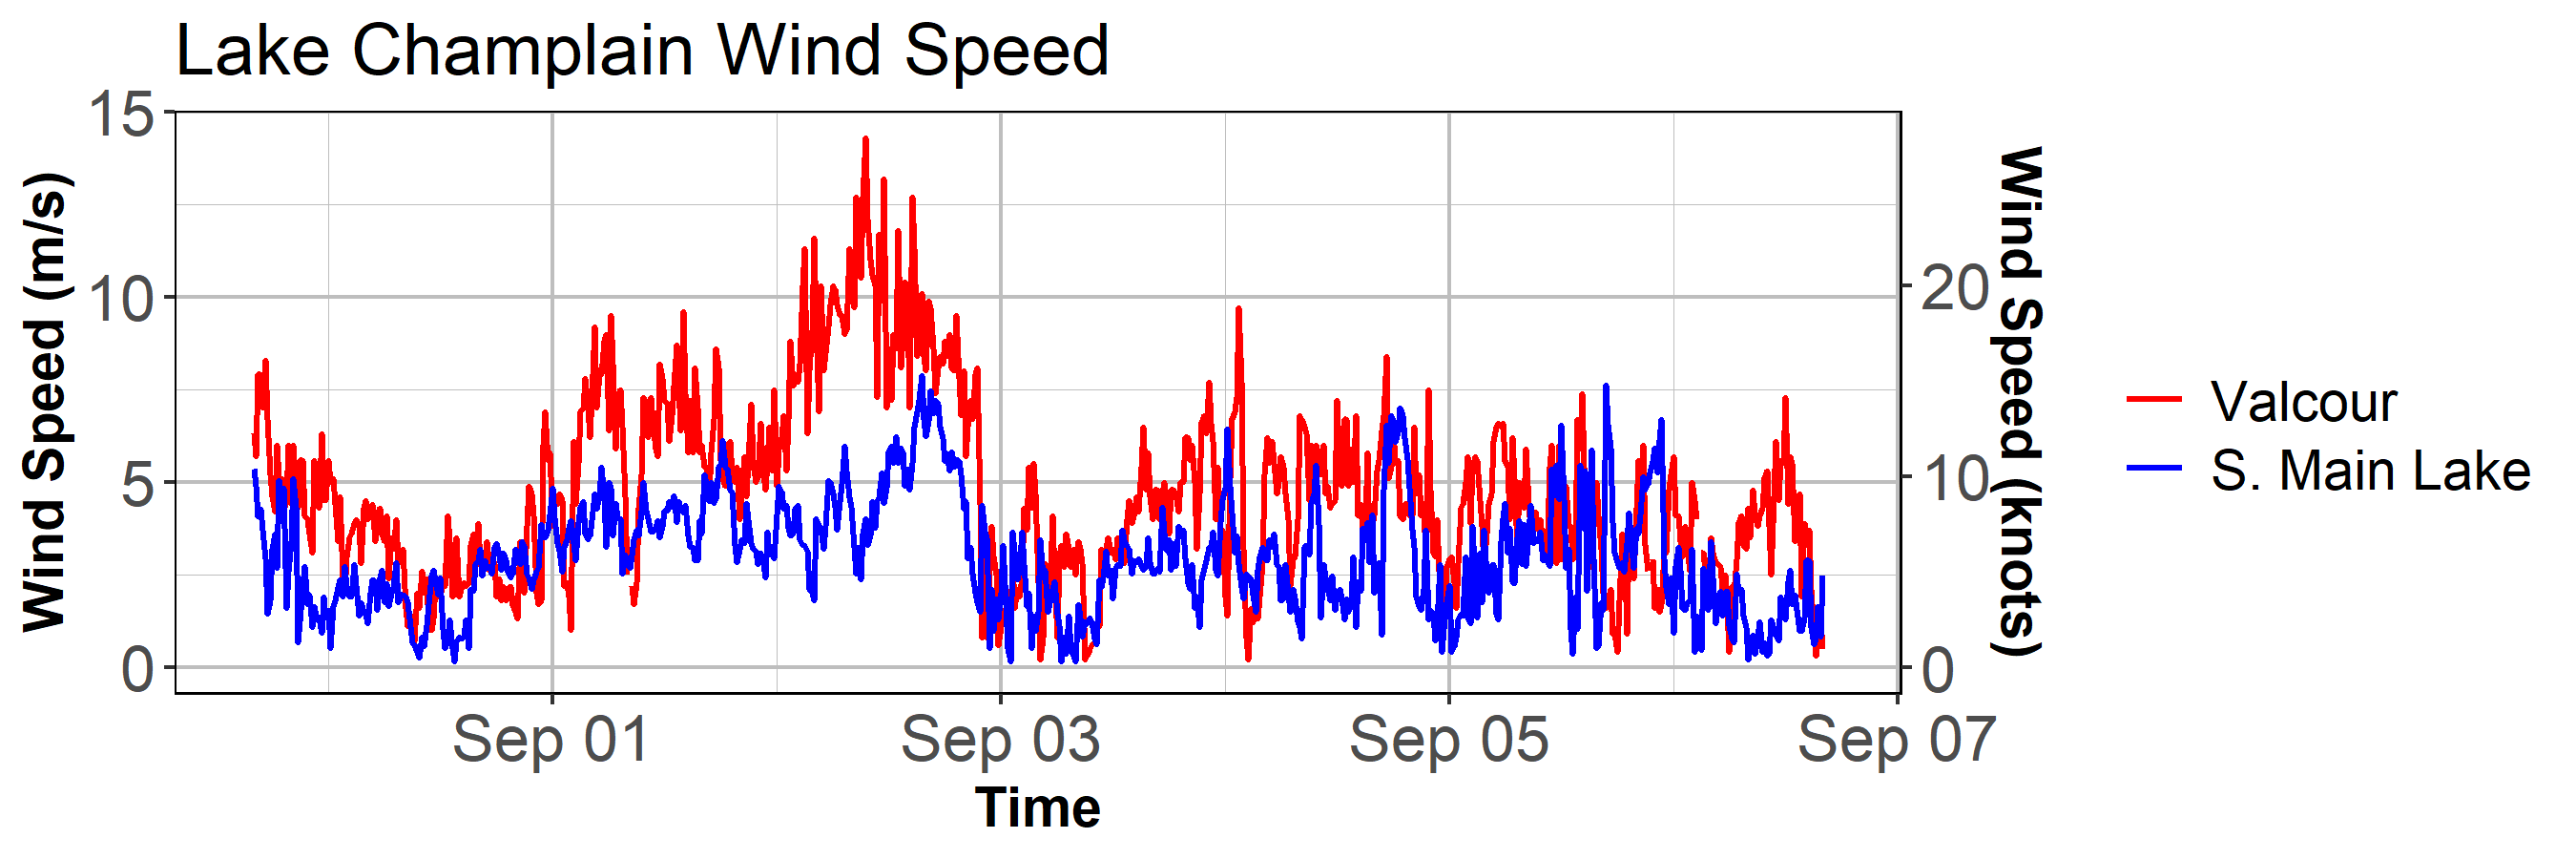 Lake Champlain Wind Speed
Wind Speed (m/s)
15
10
5
0
Sep 01
Sep 03
Sep 05
Sep 07
Time
20
10
0
Wind Speed (knots)
Valcour
S. Main Lake